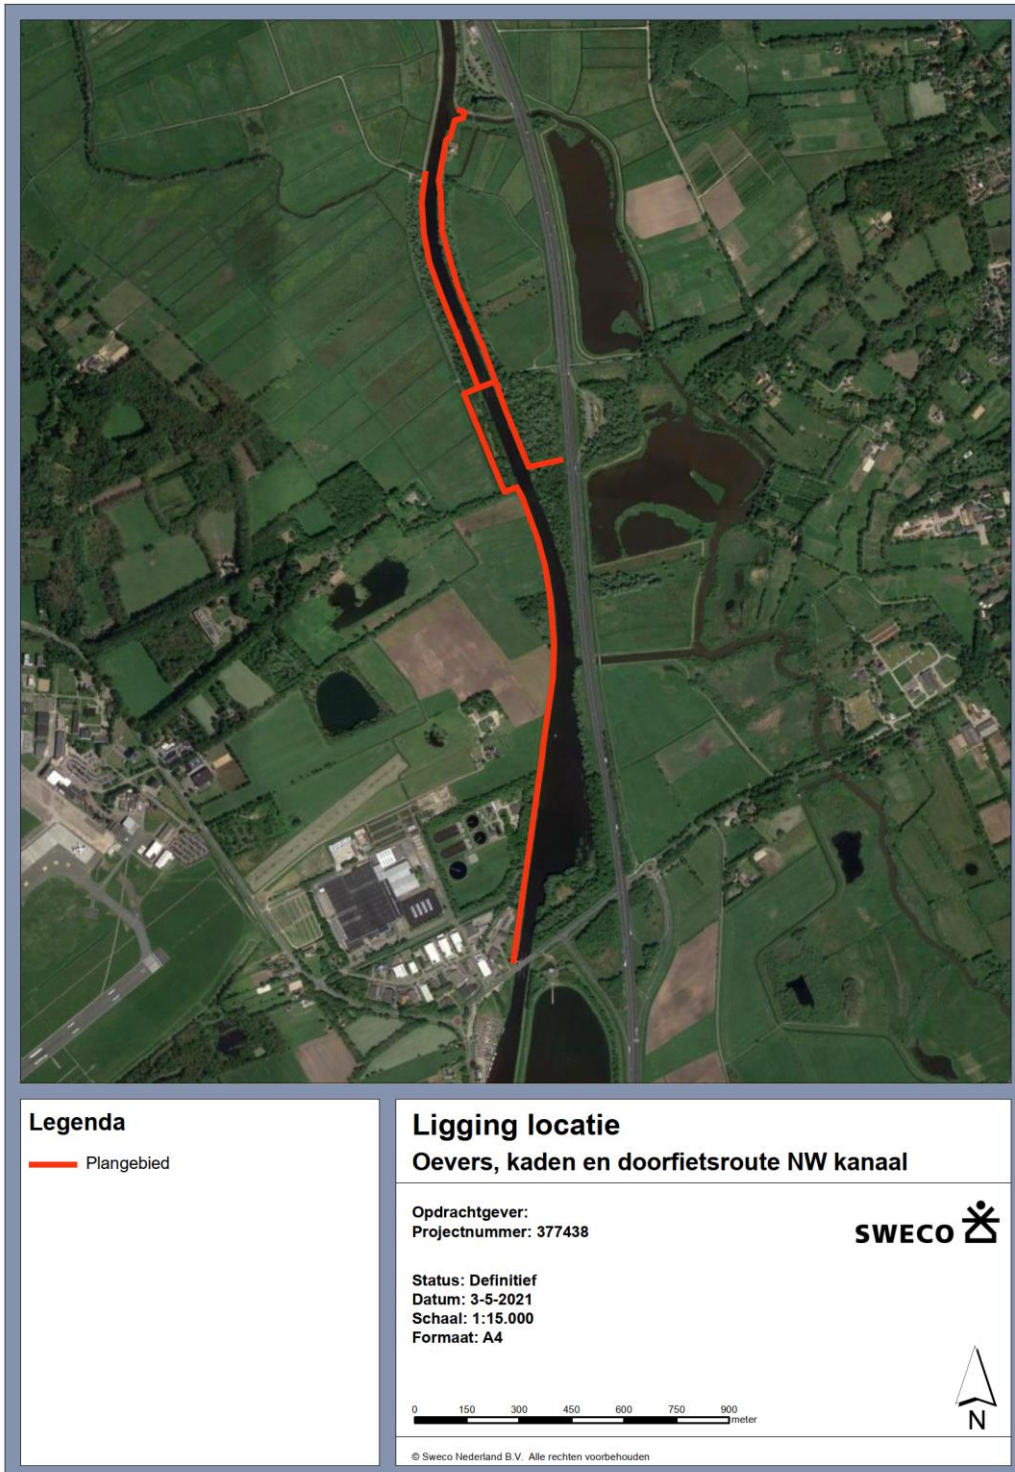 Legenda
Plangebied
Ligging locatie
Oevers, kaden en doorfietsroute NW kanaal
Opdrachtgever:
Projectnummer: 377438
SWECO
Status: Definitief
Datum: 3-5-2021
Schaal: 1:15.000
Formaat: A4
0 150 300 450 600 750 900
meter
N
© Sweco Nederland B.V. Alle rechten voorbehouden